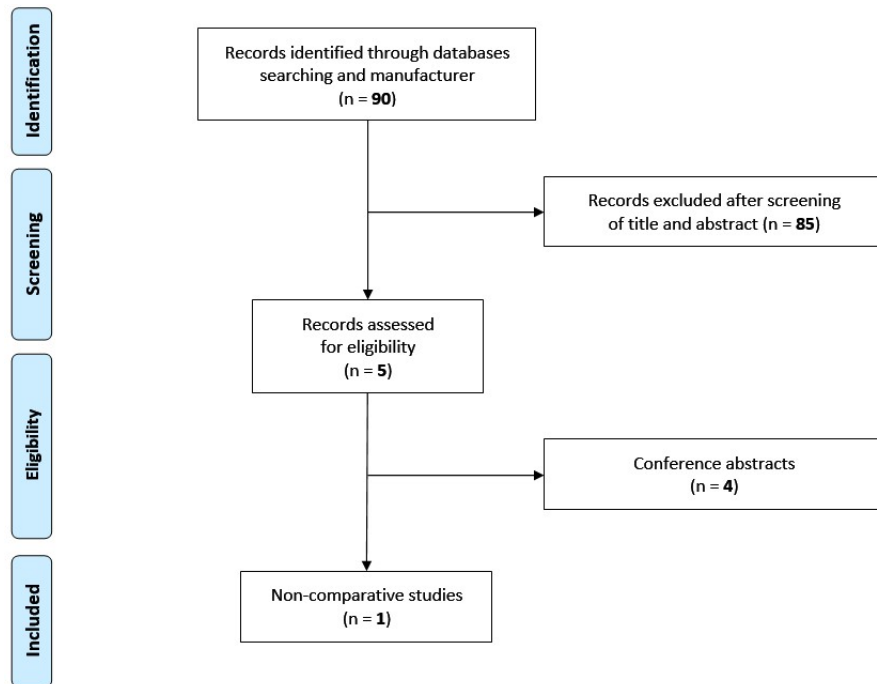 Identification
Records identified through databases
searching and manufacturer
(n = 90)
Screening
Records excluded after screening
of title and abstract (n = 85)
Records assessed
for eligibility
(n = 5)
Eligibility
Conference abstracts
(n = 4)
Included
Non-comparative studies
(n = 1)